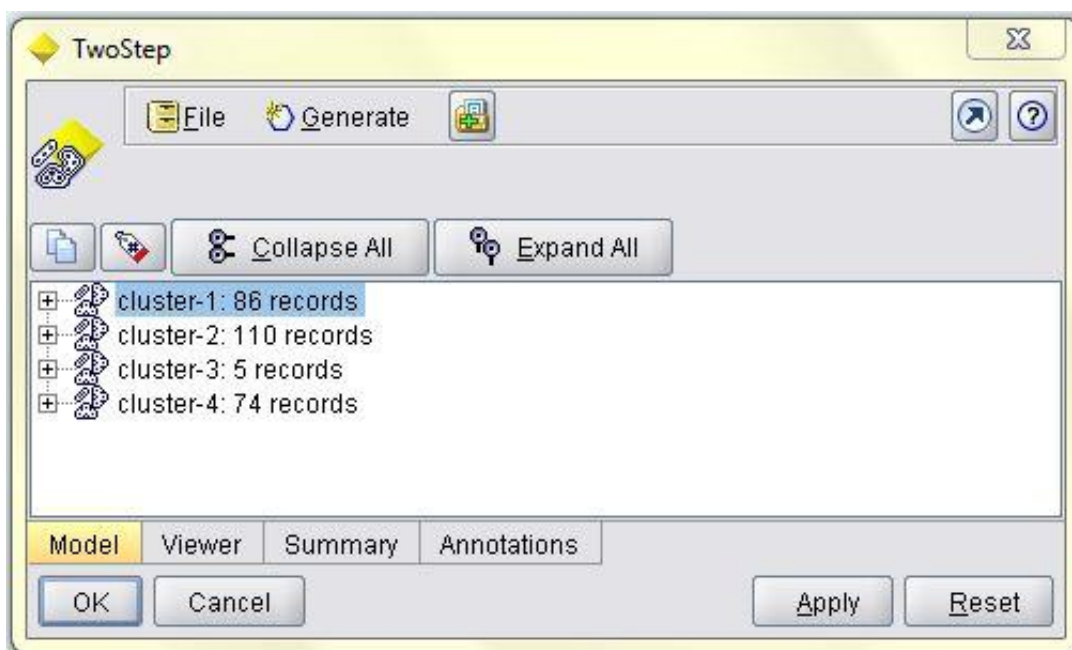 TwoStep
File Generate
Collapse All Expand All
cluster-1: 86 records
cluster-2: 110 records
cluster-3: 5 records
cluster-4: 74 records
Model Viewer Summary Annotations
OK Cancel Apply Reset